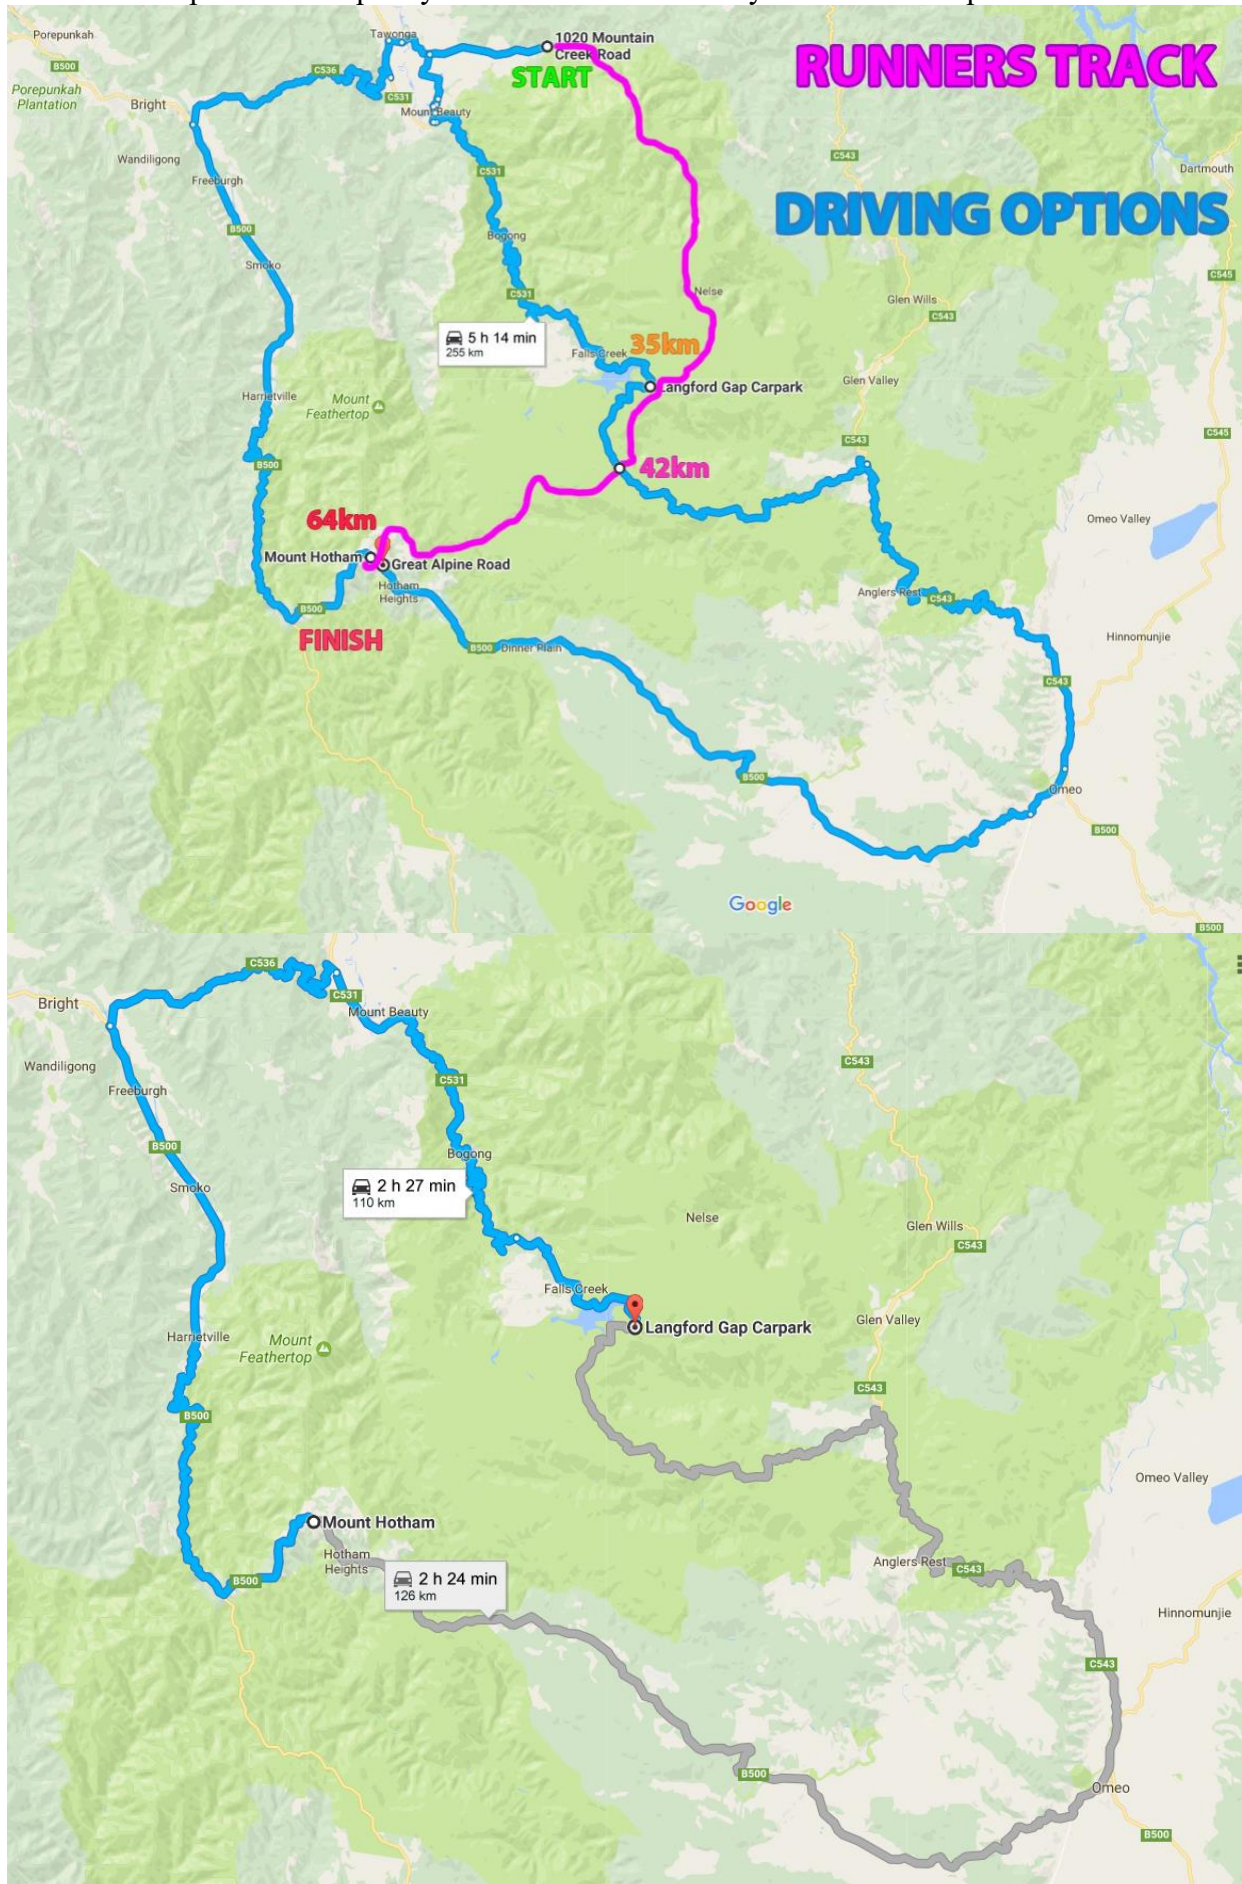 Porepunkah
B500
Porepunkah
Plantation
Bright
Wandiligong
Freeburgh
B500
Smoko
C536
Tawonga
C531
Mount Beauty
1020 Mountain
Creek Road
START
RUNNERS TRACK
DRIVING OPTIONS
C543
Dartmouth
C531
Bogong
C531
Nelse
Glen Wills
C543
C545
5 h 14 min
255 km
Falls Creek
35km
Langford Gap Carpark
Glen Valley
Harrietville
Mount
Feathertop
C543
C545
B500
42km
64km
Mount Hotham
Great Alpine Road
Hotham
Heights
Omeo Valley
Anglers Rest
C543
B500
FINISH
B500
Dinner Plain
Hinnomunjie
C543
B500
Omeo
B500
Google
B500
C536
Bright
C531
Mount Beauty
Wandiligong
C543
Freeburgh
C531
B500
Bogong
Smoko
2 h 27 min
110 km
Nelse
Glen Wills
C543
Falls Creek
Langford Gap Carpark
Glen Valley
Harrietville
Mount
Feathertop
C543
B500
Omeo Valley
Mount Hotham
Hotham
Heights
Anglers Rest
C543
B500
2 h 24 min
126 km
Hinnomunjie
C543
B500
Omeo
B500